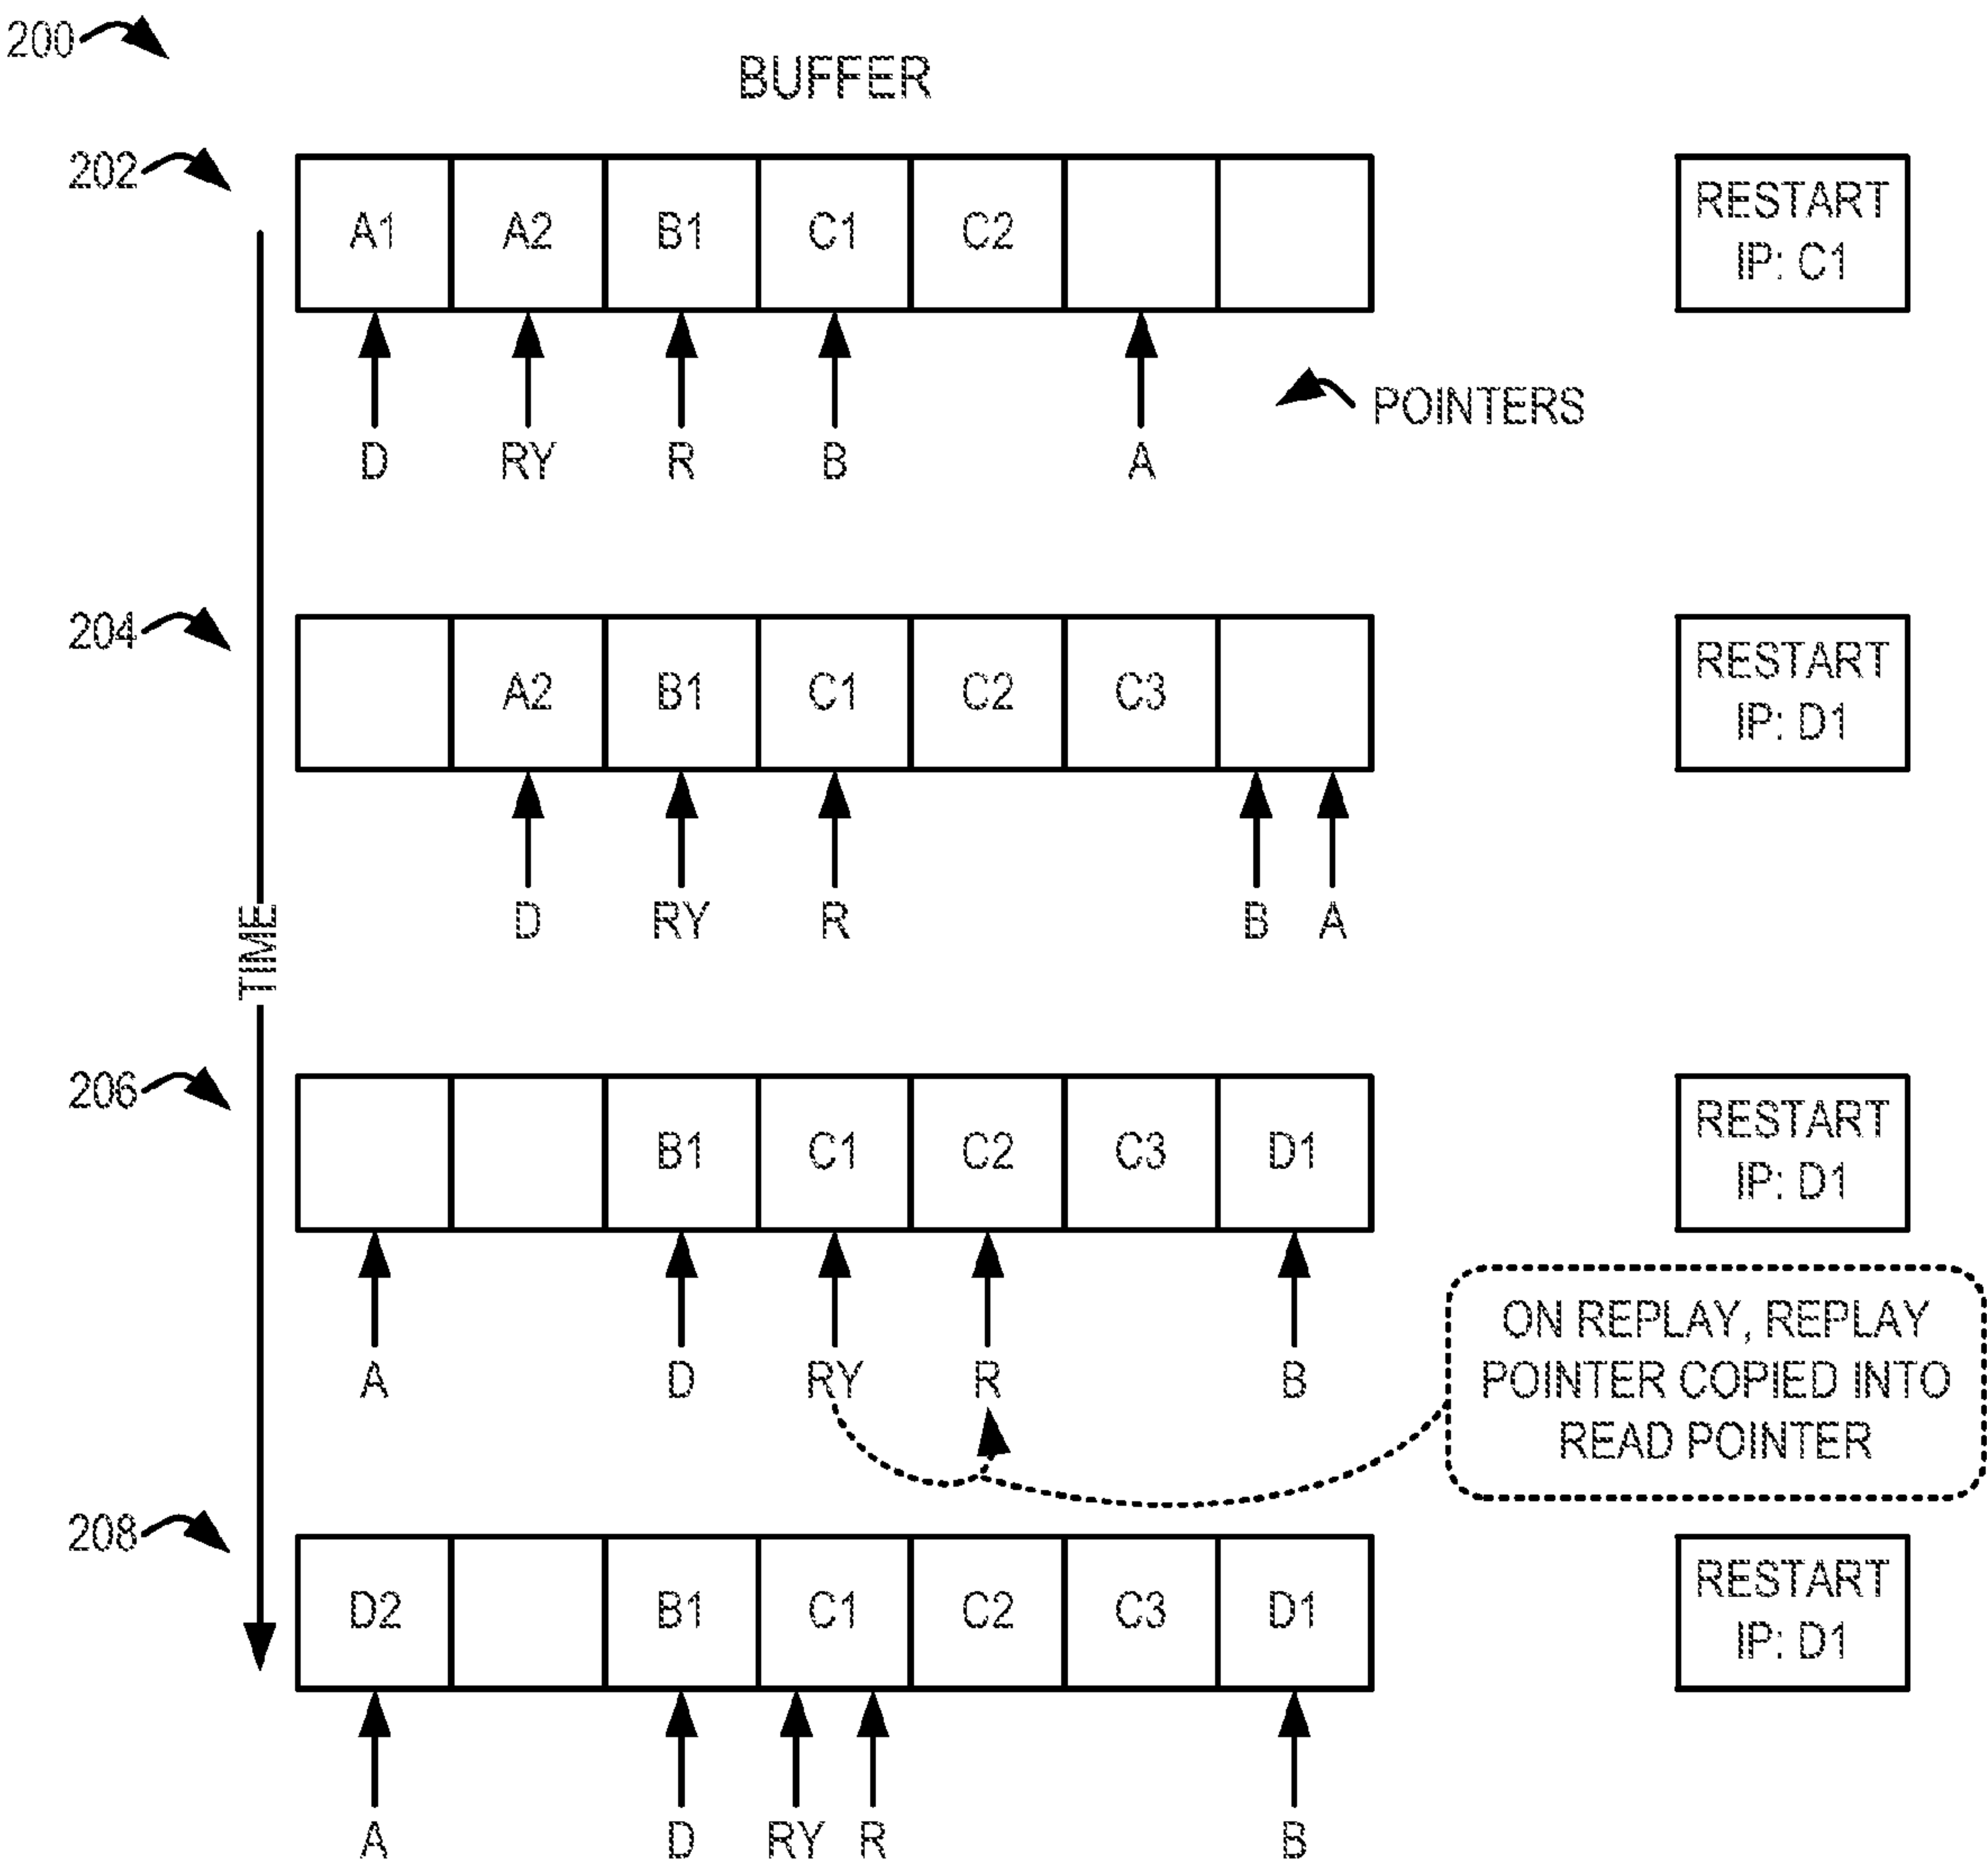 200
BUFFER
202
A1 A2 B1 C1 C2
RESTART
IP: C1
D RY R B A
POINTERS
204
A2 B1 C1 C2 C3
RESTART
IP: D1
D RY R B A
TIME
206
B1 C1 C2 C3 D1
RESTART
IP: D1
A D RY R B
ON REPLAY, REPLAY
POINTER COPIED INTO
READ POINTER
208
D2 B1 C1 C2 C3 D1
RESTART
IP: D1
A D RY R B